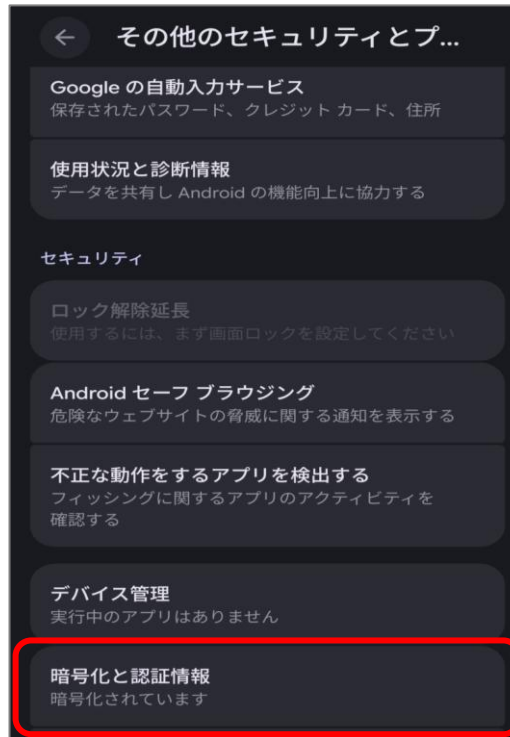 ← その他のセキュリティとプ...
Google の自動入力サービス
保存されたパスワード、クレジット カード、住所
使用状況と診断情報
データを共有し Android の機能向上に協力する
セキュリティ
ロック解除延長
使用するには、まず画面ロックを設定してください
Android セーフ ブラウジング
危険なウェブサイトの脅威に関する通知を表示する
不正な動作をするアプリを検出する
フィッシングに関するアプリのアクティビティを
確認する
デバイス管理
実行中のアプリはありません
暗号化と認証情報
暗号化されています